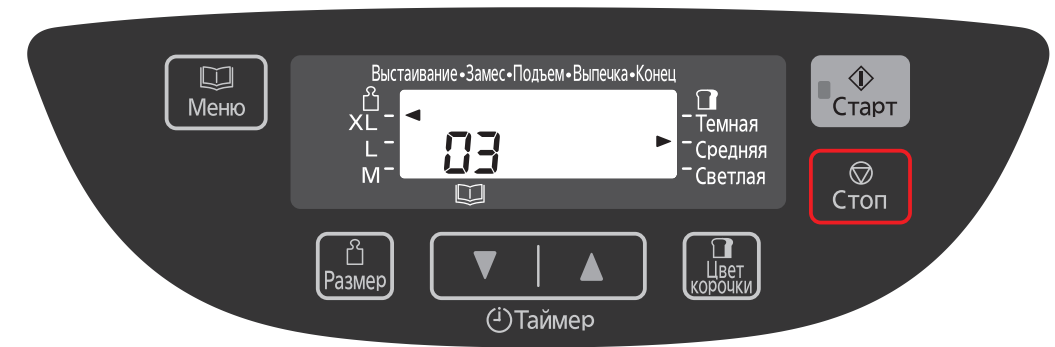 Меню
Выстаивание•Замес•Подъем•Выпечка•Конец
XL
L
M
03
Темная
Средняя
Светлая
Старт
Стоп
Размер
Таймер
Цвет
корочки